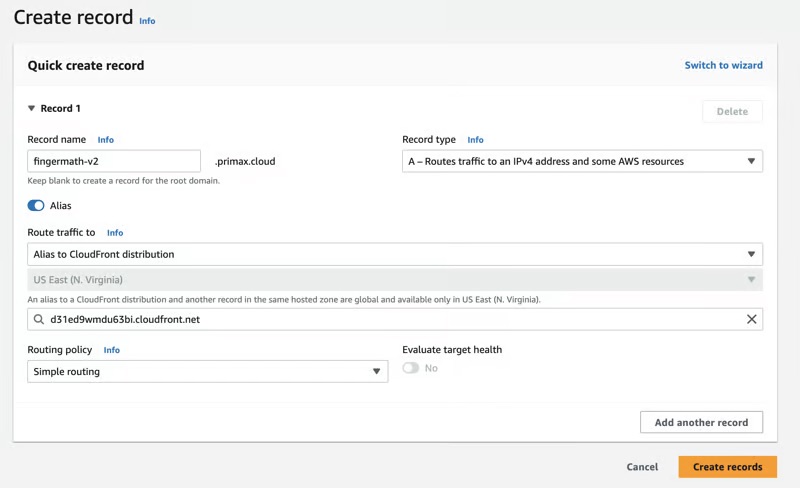 Create record Info
Quick create record
Switch to wizard
Record 1
Delete
Record name Info
fingermath-v2 .primax.cloud
Keep blank to create a record for the root domain.
Record type Info
A – Routes traffic to an IPv4 address and some AWS resources
Alias
Route traffic to Info
Alias to CloudFront distribution
US East (N. Virginia)
An alias to a CloudFront distribution and another record in the same hosted zone are global and available only in US East (N. Virginia).
d31ed9wmdu63bi.cloudfront.net
Routing policy Info
Simple routing
Evaluate target health
No
Add another record
Cancel
Create records